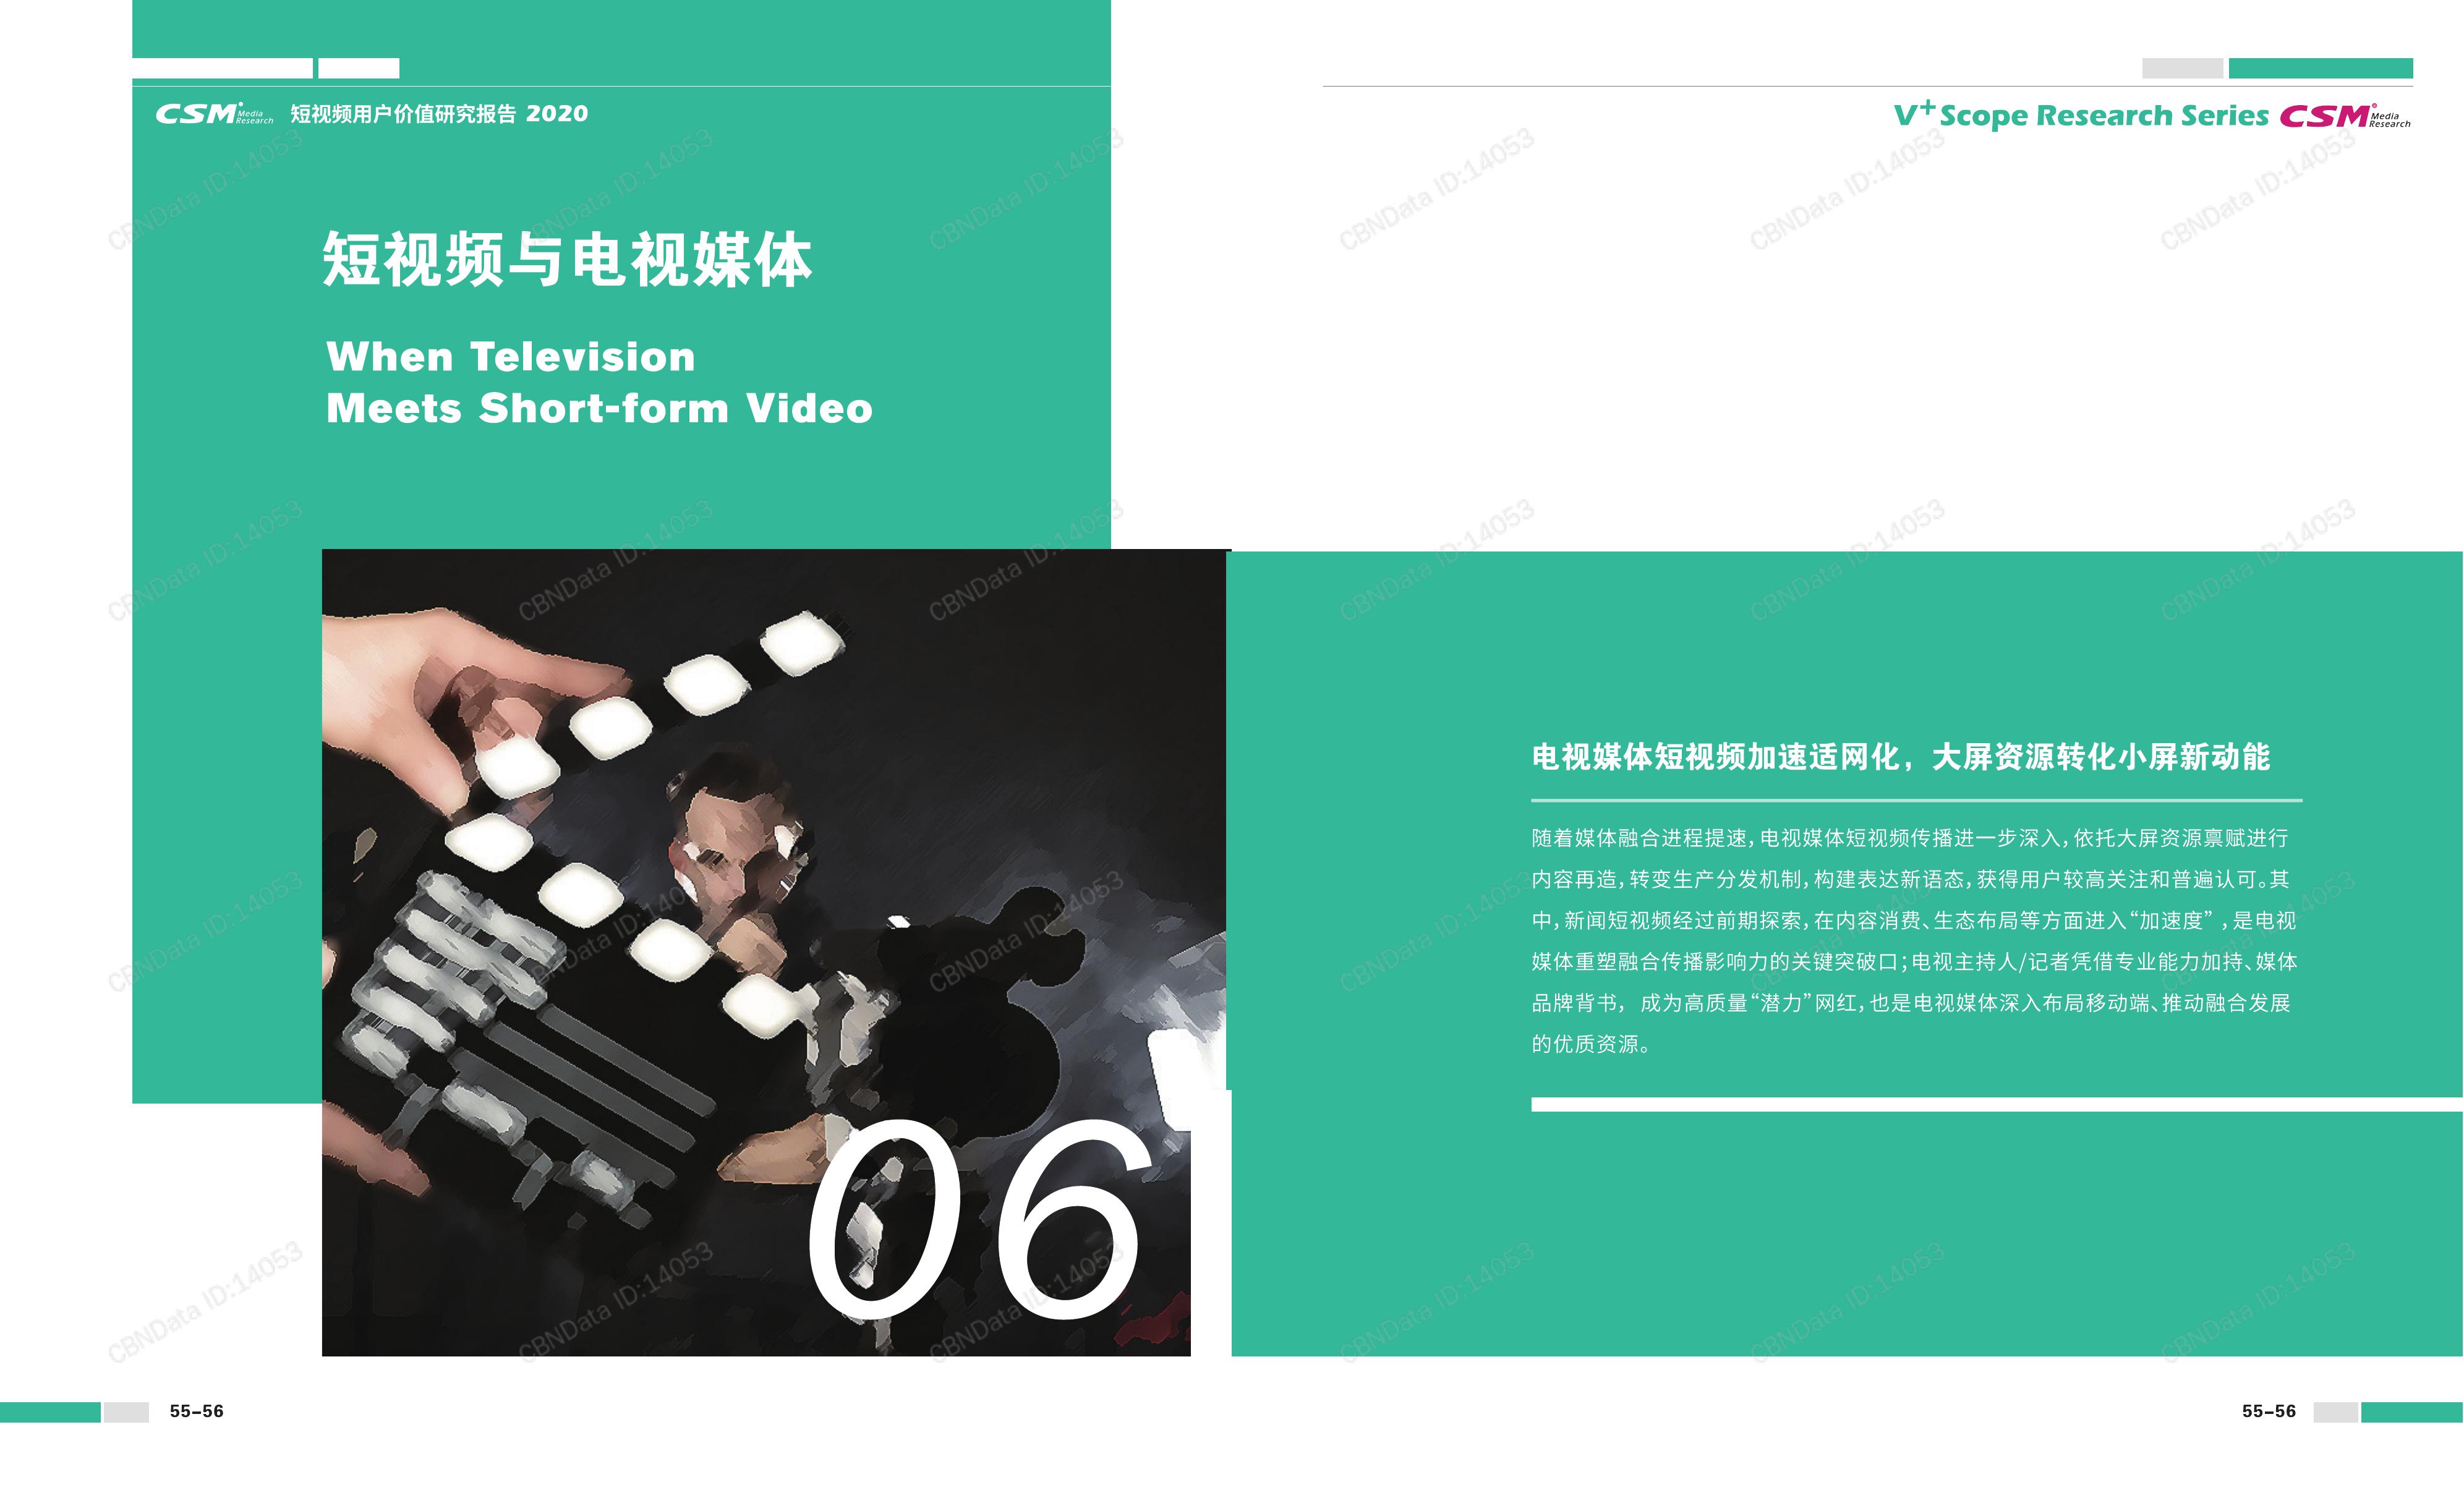 CSM Media Research 短视频用户价值研究报告 2020
V+ Scope Research Series CSM Media Research
短视频与电视媒体
When Television
Meets Short-form Video
06
电视媒体短视频加速适网化，大屏资源转化小屏新动能
随着媒体融合进程提速，电视媒体短视频传播进一步深入，依托大屏资源禀赋进行
内容再造，转变生产分发机制，构建表达新语态，获得用户较高关注和普遍认可。其
中，新闻短视频经过前期探索，在内容消费、生态布局等方面进入“加速度”，是电视
媒体重塑融合传播影响力的关键突破口；电视主持人/记者凭借专业能力加持、媒体
品牌背书， 成为高质量“潜力”网红，也是电视媒体深入布局移动端、推动融合发展
的优质资源。
55-56
55-56
CBNData ID:14053